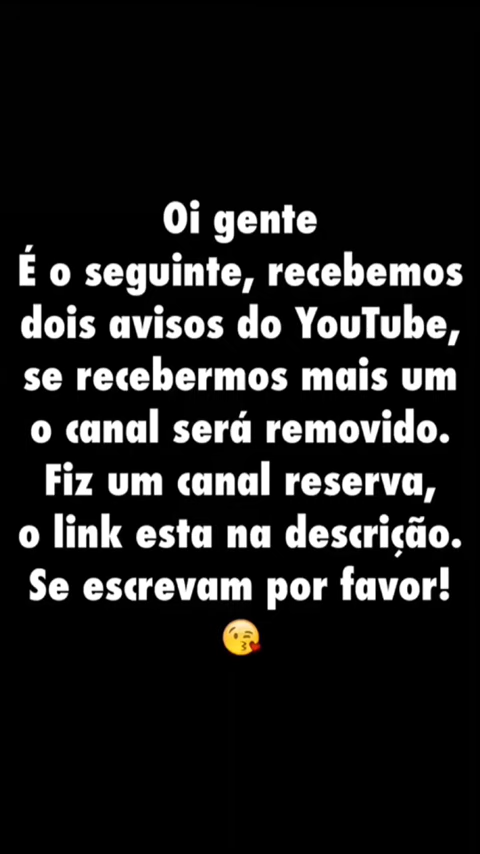 Oi gente
É o seguinte, recebemos
dois avisos do YouTube,
se recebermos mais um
o canal será removido.
Fiz um canal reserva,
o link esta na descrição.
Se escrevam por favor!
😘